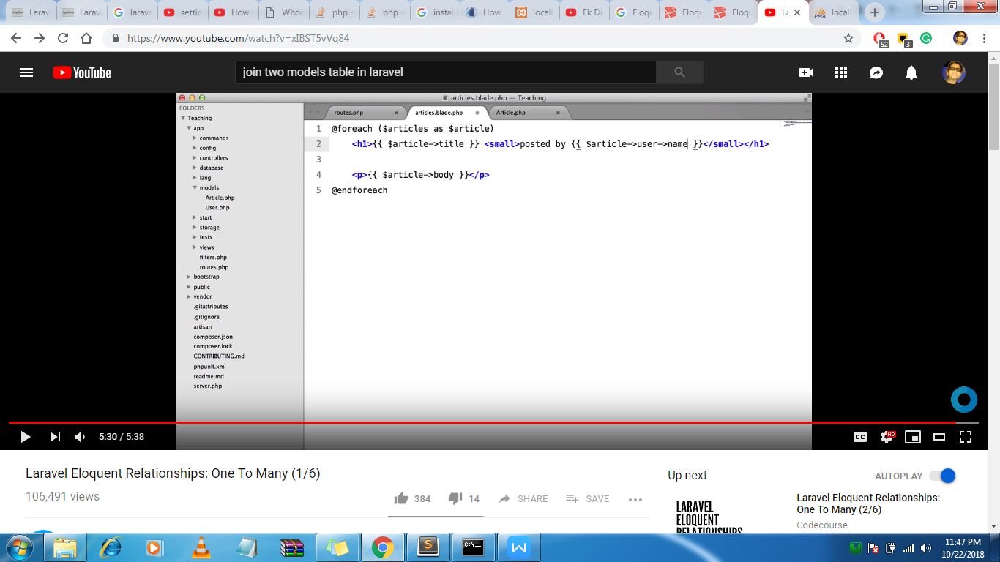 Larav
Larav
larave
settin
How t
Whoo
php -
php -
instal
How
locall
Ek Di
Eloqu
Eloqu
Eloqu
La
locall
https://www.youtube.com/watch?v=xIBST5vVq84
52
3
YouTube
join two models table in laravel
articles.blade.php — Teaching
FOLDERS
Teaching
app
commands
config
controllers
database
lang
models
Article.php
User.php
start
storage
tests
views
filters.php
routes.php
bootstrap
public
vendor
.gitattributes
.gitignore
artisan
composer.json
composer.lock
CONTRIBUTING.md
phpunit.xml
readme.md
server.php
routes.php
articles.blade.php
Article.php
1 @foreach ($articles as $article)
2 <h1>{{ $article->title }} <small>posted by {{ $article->user->name }}</small></h1>
3
4 <p>{{ $article->body }}</p>
5 @endforeach
5:30 / 5:38
CC
HD
Laravel Eloquent Relationships: One To Many (1/6)
106,491 views
384
14
SHARE
SAVE
Up next
AUTOPLAY
LARAVEL
ELOQUENT
RELATIONSHIPS
Laravel Eloquent Relationships:
One To Many (2/6)
Codecourse
11:47 PM
10/22/2018